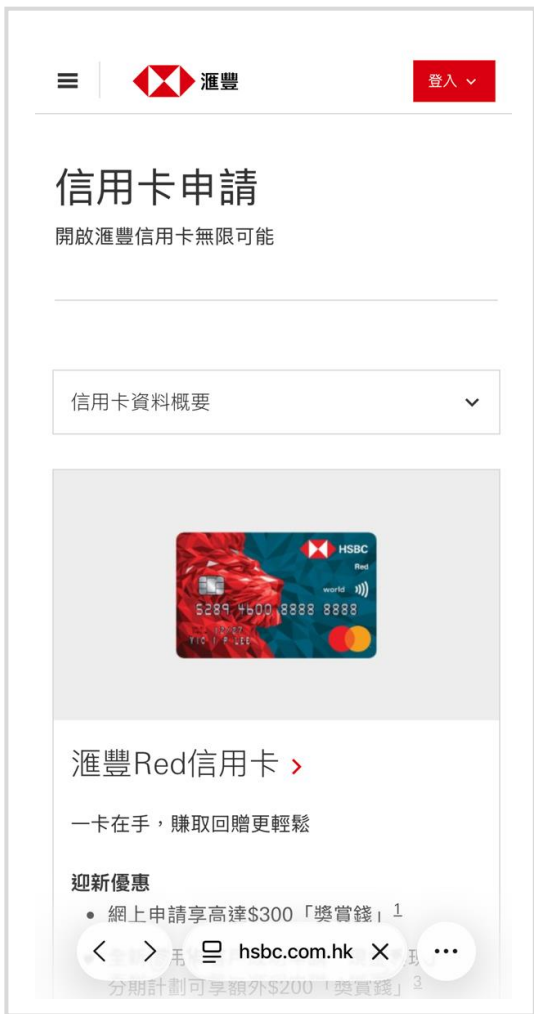 滙豐
登入
信用卡申請
開啟滙豐信用卡無限可能
信用卡資料概要
HSBC
Red
world
5289 4600 8888 8888
VIC I P LEE
滙豐Red信用卡
一卡在手，賺取回贈更輕鬆
迎新優惠
網上申請享高達$300「獎賞錢」 1
hsbc.com.hk
分期計劃可享額外$200「獎賞錢」 3